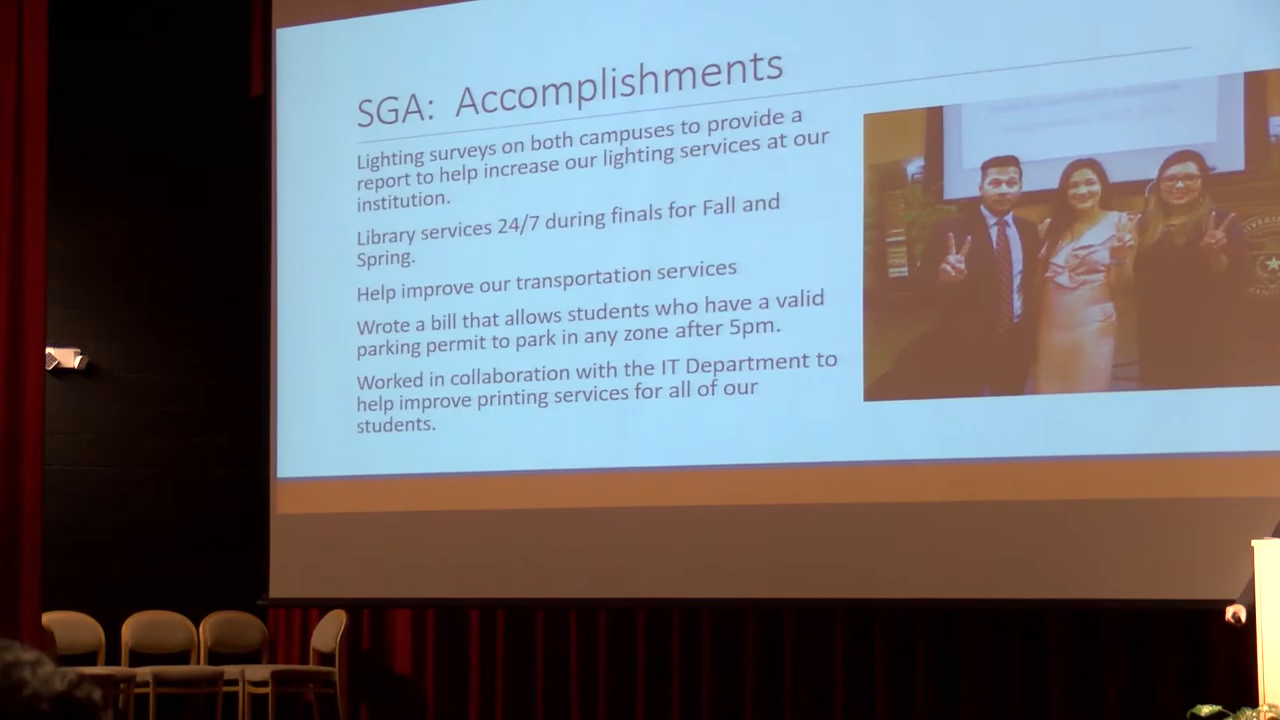 SGA: Accomplishments
Lighting surveys on both campuses to provide a
report to help increase our lighting services at our
institution.
Library services 24/7 during finals for Fall and
Spring.
Help improve our transportation services
Wrote a bill that allows students who have a valid
parking permit to park in any zone after 5pm.
Worked in collaboration with the IT Department to
help improve printing services for all of our
students.